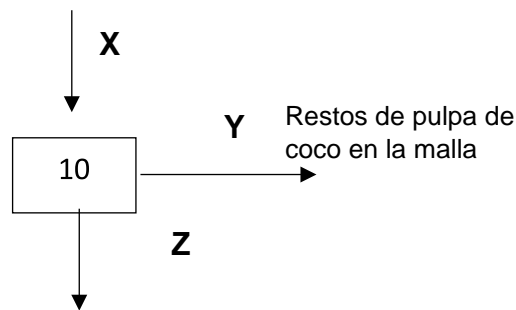 X
Y
Restos de pulpa de
coco en la malla
10
Z